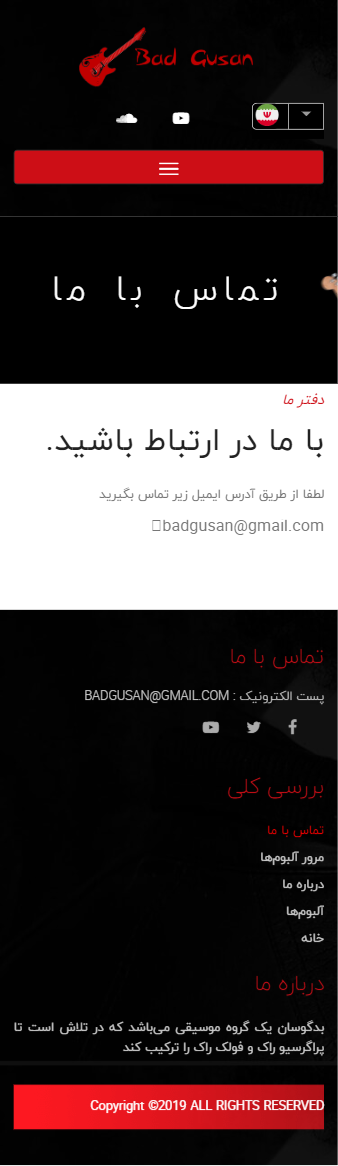 Bad Gusan
تماس با ما
دفتر ما
با ما در ارتباط باشید.
لطفا از طریق آدرس ایمیل زیر تماس بگیرید
badgusan@gmail.com
تماس با ما
پست الکترونیک : BADGUSAN@GMAIL.COM
بررسی کلی
تماس با ما
مرور آلبوم‌ها
درباره ما
آلبوم‌ها
خانه
درباره ما
بدگوسان یک گروه موسیقی می‌باشد که در تلاش است تا
پراگرسیو راک و فولک راک را ترکیب کند
Copyright ©2019 ALL RIGHTS RESERVED